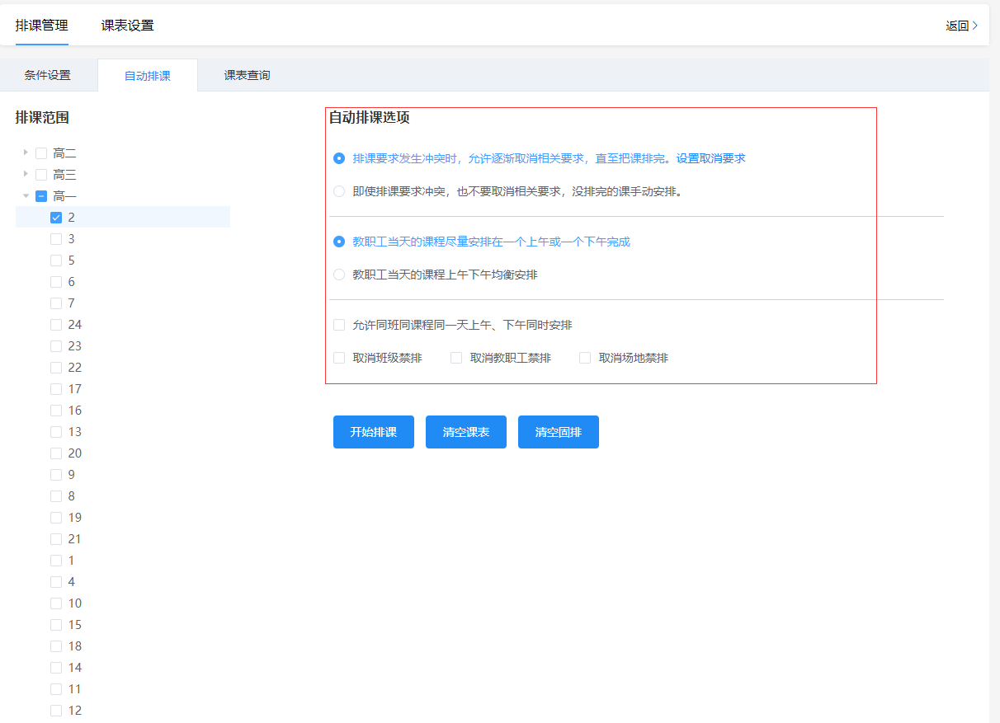 排课管理 课表设置 返回
条件设置 自动排课 课表查询
排课范围
高二
高三
高一
2
3
5
6
7
24
23
22
17
16
13
20
9
8
19
21
1
4
10
15
18
14
11
12
自动排课选项
排课要求发生冲突时，允许逐渐取消相关要求，直至把课排完。设置取消要求
即使排课要求冲突，也不要取消相关要求，没排完的课手动安排。
教职工当天的课程尽量安排在一个上午或一个下午完成
教职工当天的课程上午下午均衡安排
允许同班同课程同一天上午、下午同时安排
取消班级禁排 取消教职工禁排 取消场地禁排
开始排课 清空课表 清空固排